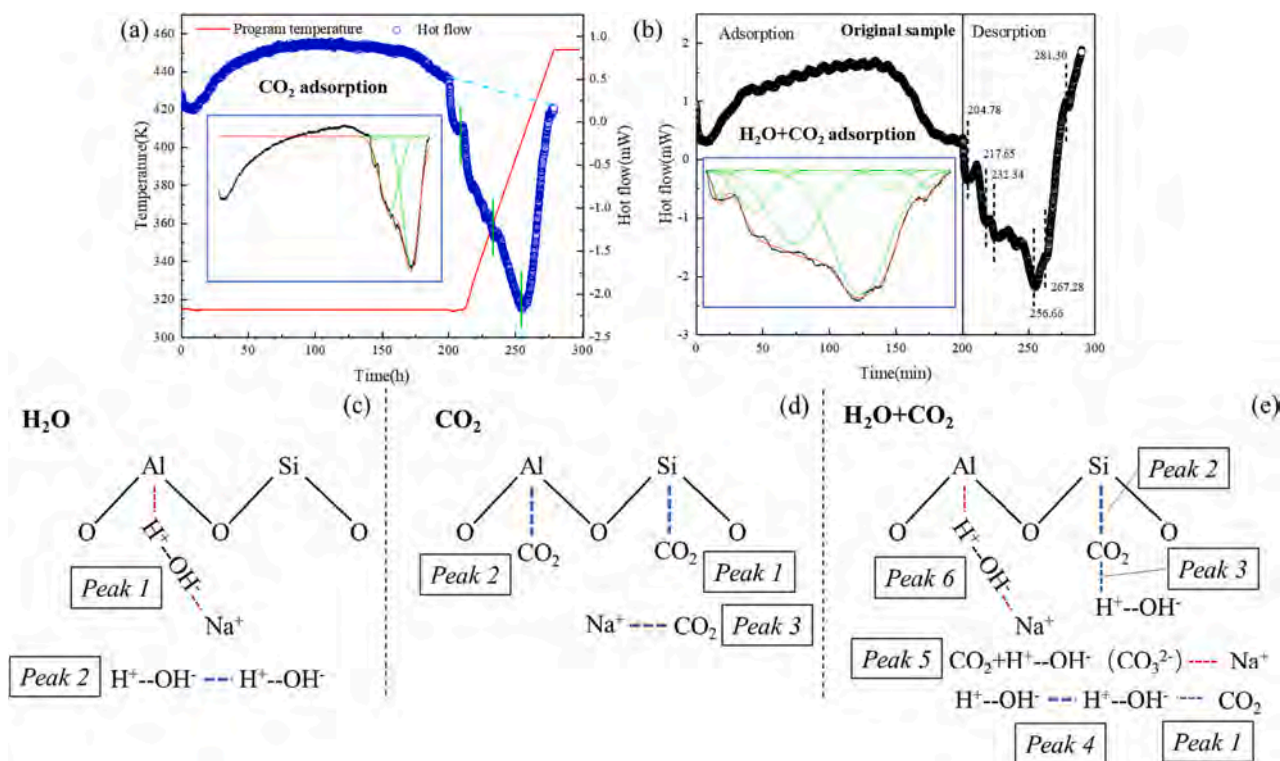 (a)
Program temperature
Hot flow
CO₂ adsorption
460
440
420
400
380
360
340
320
300
Temperature(K)
1.0
0.5
0.0
-0.5
-1.0
-1.5
-2.0
-2.5
Hot flow(mW)
0 50 100 150 200 250 300
Time(h)
(b)
Adsorption
Original sample
Desorption
H₂O+CO₂ adsorption
2
1
0
-1
-2
-3
Hot flow(mW)
204.78
217.65
232.34
281.30
267.28
256.66
0 50 100 150 200 250 300
Time(min)
(c)
H₂O
Al Si
O O O
H⁺--OH⁻
Peak 1
Na⁺
Peak 2 H⁺--OH⁻ H⁺--OH⁻
(d)
CO₂
Al Si
O O O
CO₂ CO₂
Peak 2 Peak 1
Na⁺ CO₂ Peak 3
(e)
H₂O+CO₂
Al Si
Peak 2
O O O
H⁺--OH⁻
CO₂
Peak 6
Peak 3
H⁺--OH⁻
Na⁺
Peak 5 CO₂+H⁺--OH⁻ (CO₃²⁻) Na⁺
H⁺--OH⁻ H⁺--OH⁻ CO₂
Peak 4 Peak 1